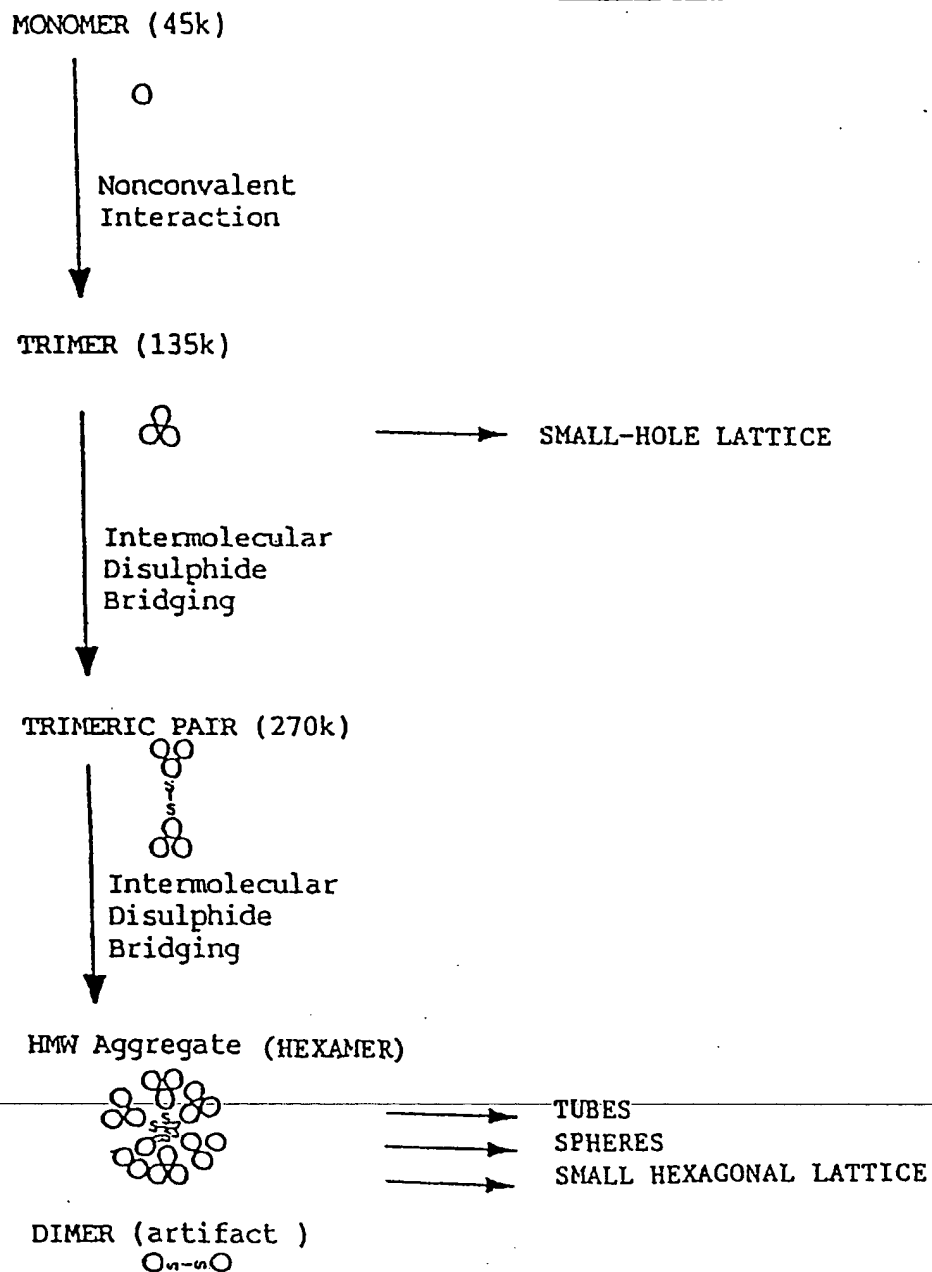 MONOMER (45k)
Nonconvalent
Interaction
TRIMER (135k)
SMALL-HOLE LATTICE
Intermolecular
Disulphide
Bridging
TRIMERIC PAIR (270k)
S
S
Intermolecular
Disulphide
Bridging
HMW Aggregate (HEXAMER)
TUBES
SPHERES
SMALL HEXAGONAL LATTICE
DIMER (artifact )
S-S